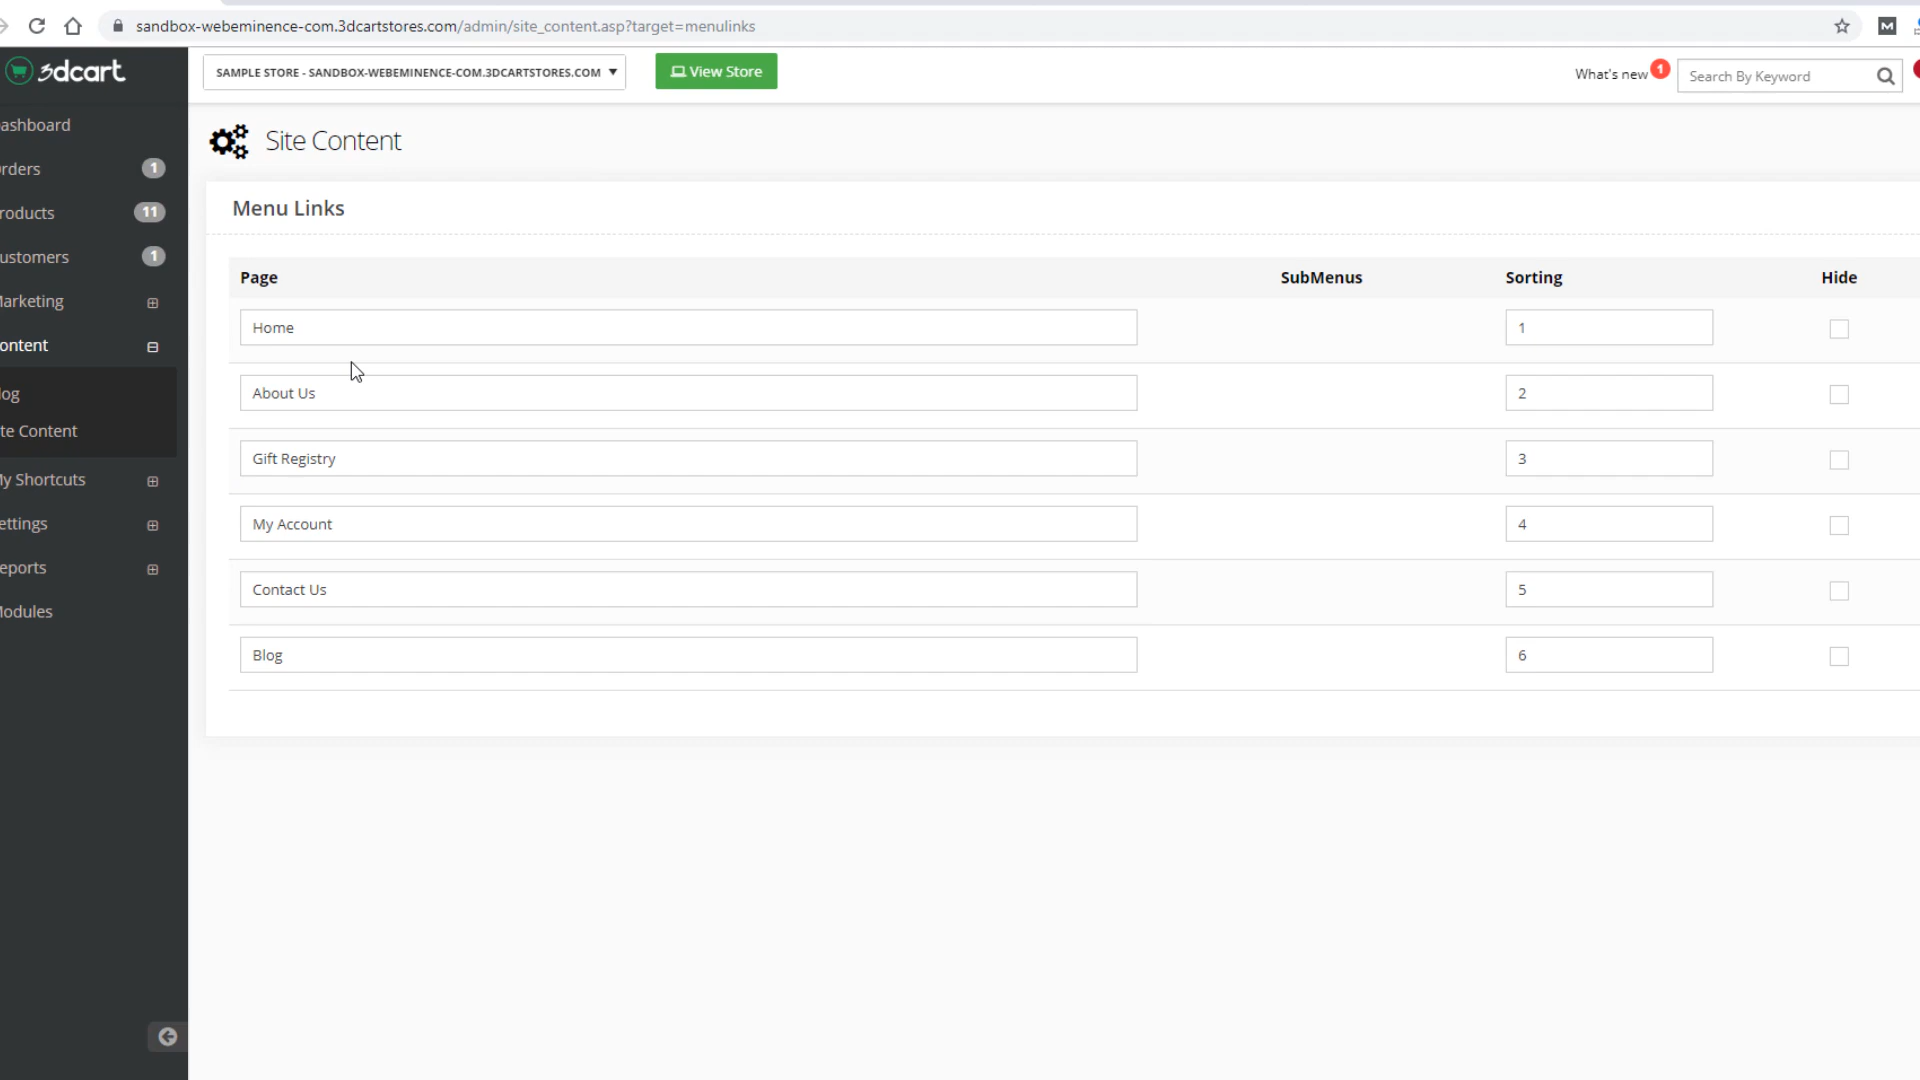 sandbox-webeminence-com.3dcartstores.com/admin/site_content.asp?target=menulinks
M
3dcart
SAMPLE STORE - SANDBOX-WEBEMINENCE-COM.3DCARTSTORES.COM
View Store
What's new 1
Search By Keyword
ashboard
rders 1
roducts 11
ustomers 1
arketing
ontent
log
te Content
y Shortcuts
ettings
eports
odules
Site Content
Menu Links
Page SubMenus Sorting Hide
Home 1
About Us 2
Gift Registry 3
My Account 4
Contact Us 5
Blog 6